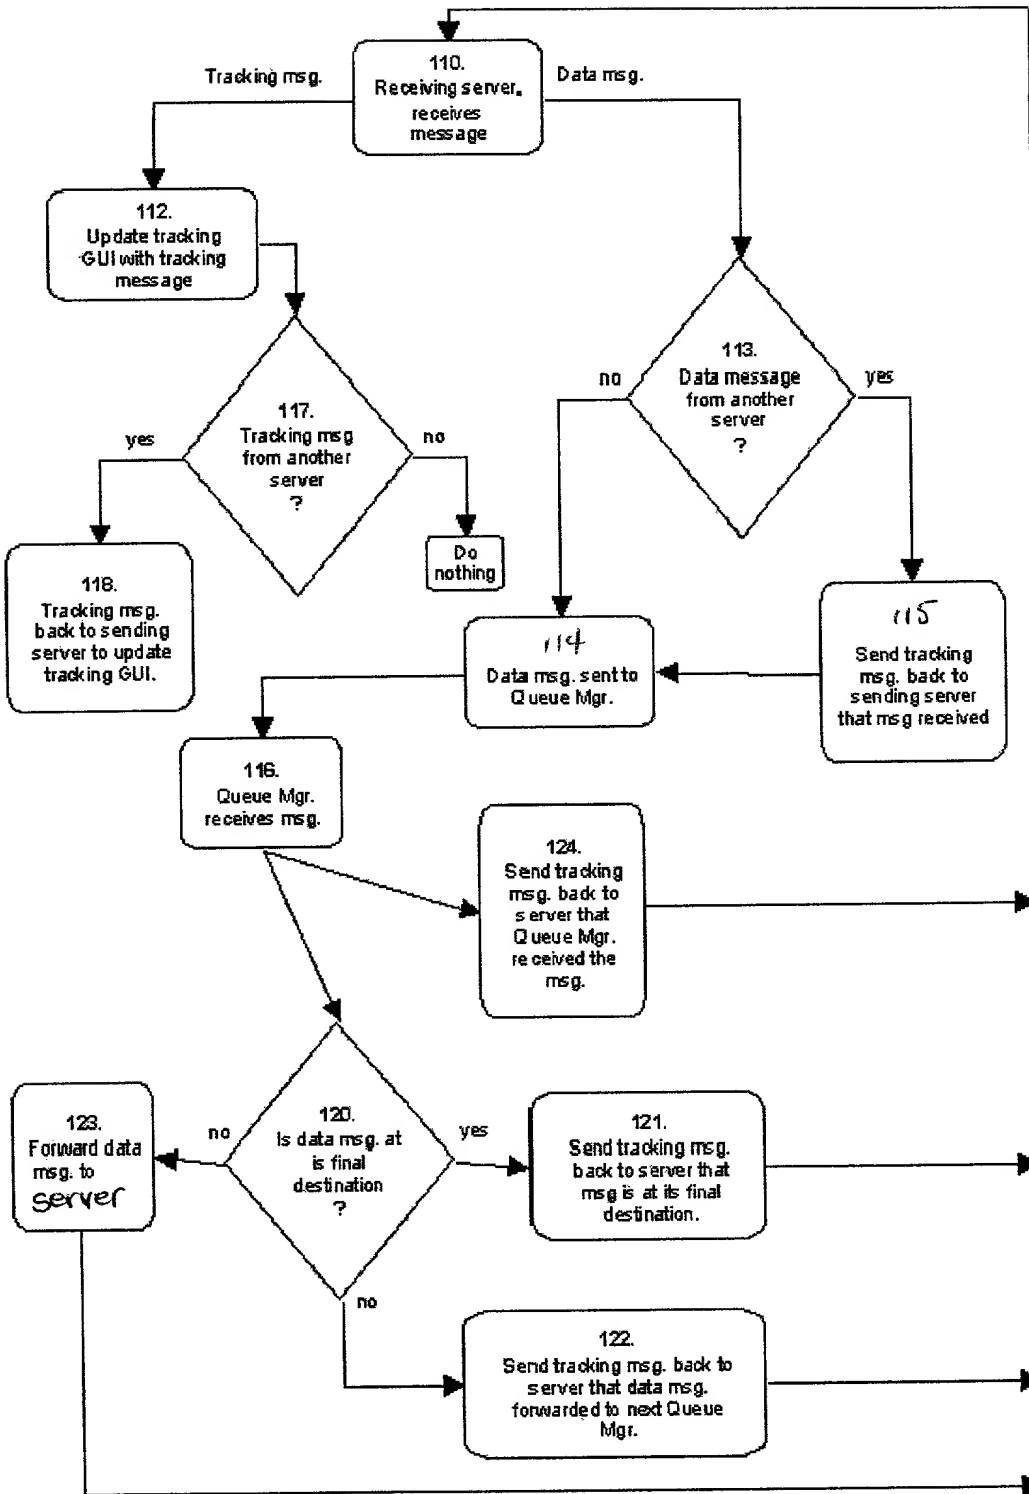 110.
Receiving server.
receives
message
Tracking msg.
Data msg.
112.
Update tracking
GUI with tracking
message
113.
Data message
from another
server
?
no
yes
117.
Tracking msg
from another
server
?
yes
no
Do
nothing
118.
Tracking msg.
back to sending
server to update
tracking GUI.
114
Data msg. sent to
Queue Mgr.
115
Send tracking
msg. back to
sending server
that msg received
116.
Queue Mgr.
receives msg.
124.
Send tracking
msg. back to
server that
Queue Mgr.
received the
msg.
120.
Is data msg. at
is final
destination
?
no
yes
no
123.
Forward data
msg. to
server
121.
Send tracking msg.
back to server that
msg is at its final
destination.
122.
Send tracking msg. back to
server that data msg.
forwarded to next Queue
Mgr.